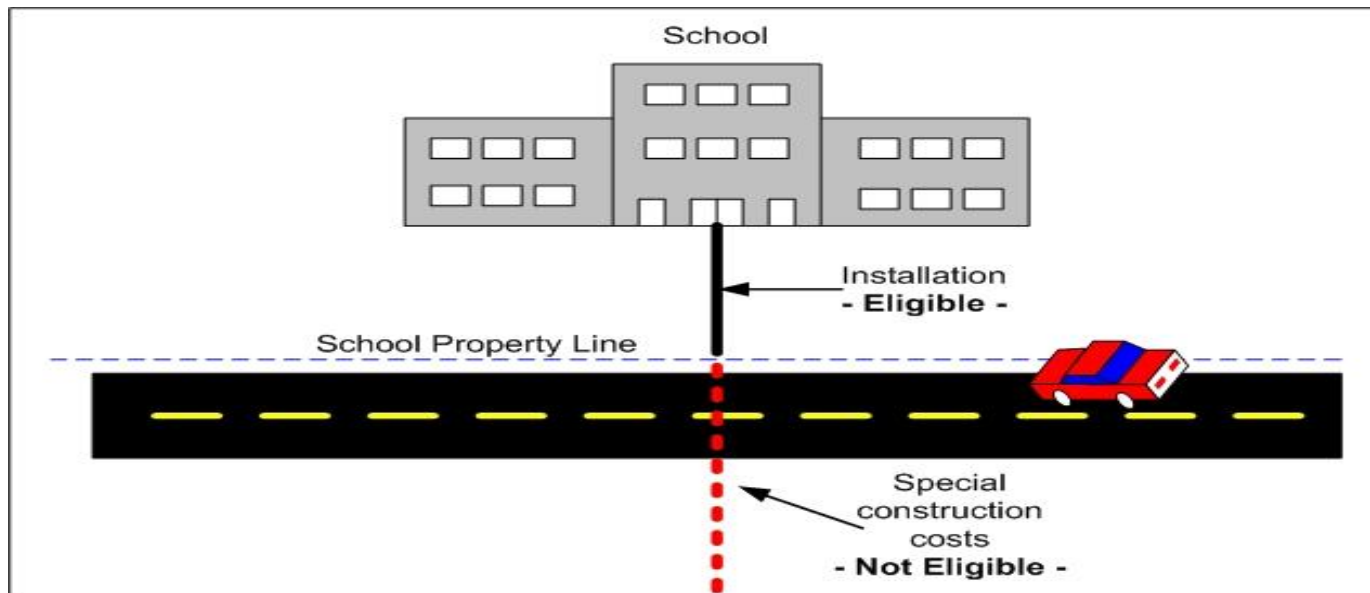 School
Installation
- Eligible -
School Property Line
Special
construction
costs
- Not Eligible -